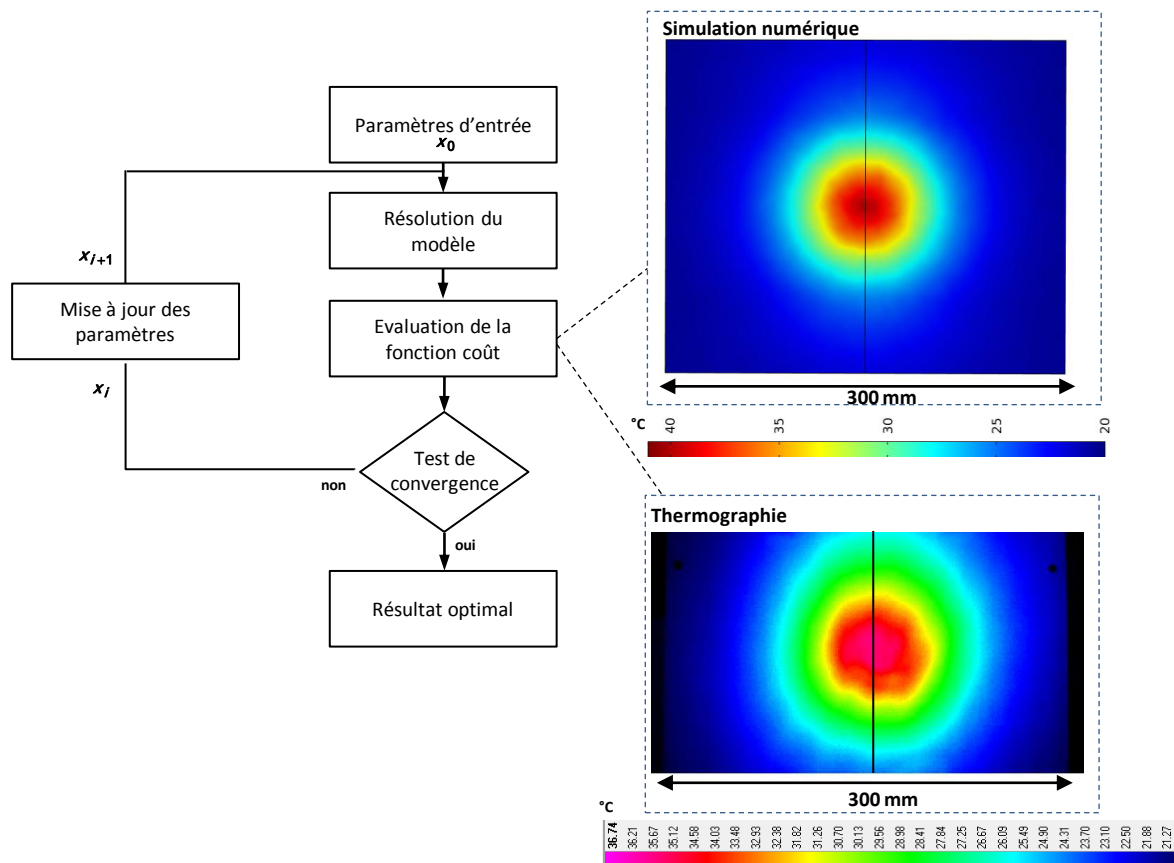 Paramètres d'entrée
x0
Résolution du
modèle
xi+1
Mise à jour des
paramètres
xi
Evaluation de la
fonction coût
Test de
convergence
non
oui
Résultat optimal
Simulation numérique
300 mm
°C
40 35 30 25 20
Thermographie
300 mm
°C
36.74 36.21 35.67 35.12 34.58 34.03 33.48 32.93 32.38 31.82 31.26 30.70 30.13 29.56 28.98 28.41 27.84 27.25 26.67 26.09 25.49 24.90 24.31 23.70 23.10 22.50 21.88 21.27